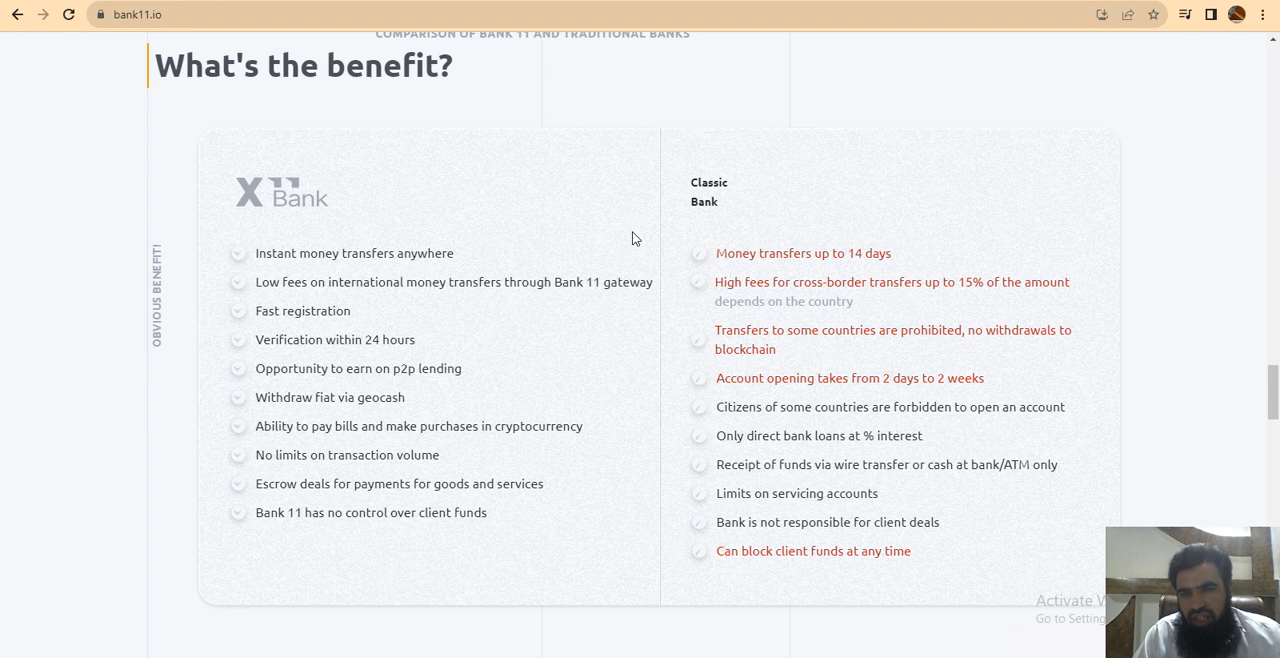 bank11.io
COMPARISON OF BANK 11 AND TRADITIONAL BANKS
What's the benefit?
OBVIOUS BENEFIT!
X11 Bank
Instant money transfers anywhere
Low fees on international money transfers through Bank 11 gateway
Fast registration
Verification within 24 hours
Opportunity to earn on p2p lending
Withdraw fiat via geocash
Ability to pay bills and make purchases in cryptocurrency
No limits on transaction volume
Escrow deals for payments for goods and services
Bank 11 has no control over client funds
Classic
Bank
Money transfers up to 14 days
High fees for cross-border transfers up to 15% of the amount
depends on the country
Transfers to some countries are prohibited, no withdrawals to
blockchain
Account opening takes from 2 days to 2 weeks
Citizens of some countries are forbidden to open an account
Only direct bank loans at % interest
Receipt of funds via wire transfer or cash at bank/ATM only
Limits on servicing accounts
Bank is not responsible for client deals
Can block client funds at any time
Activate
Go to Setting